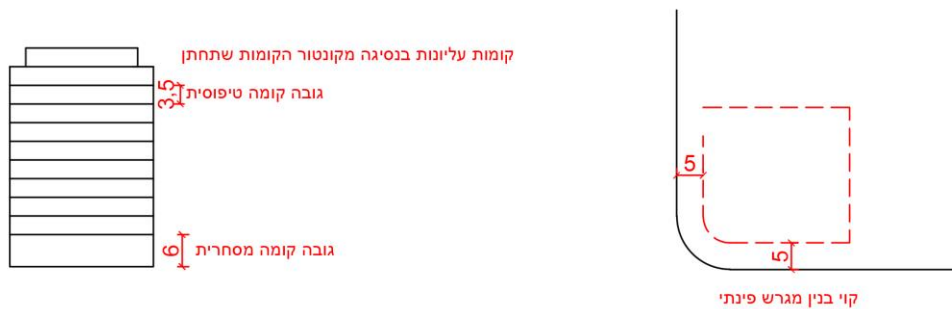 קומות עליונות בנסיגה מקונטור הקומות שתחתן
3,5
גובה קומה טיפוסית
6
גובה קומה מסחרית
5
5
קוי בנין מגרש פינתי